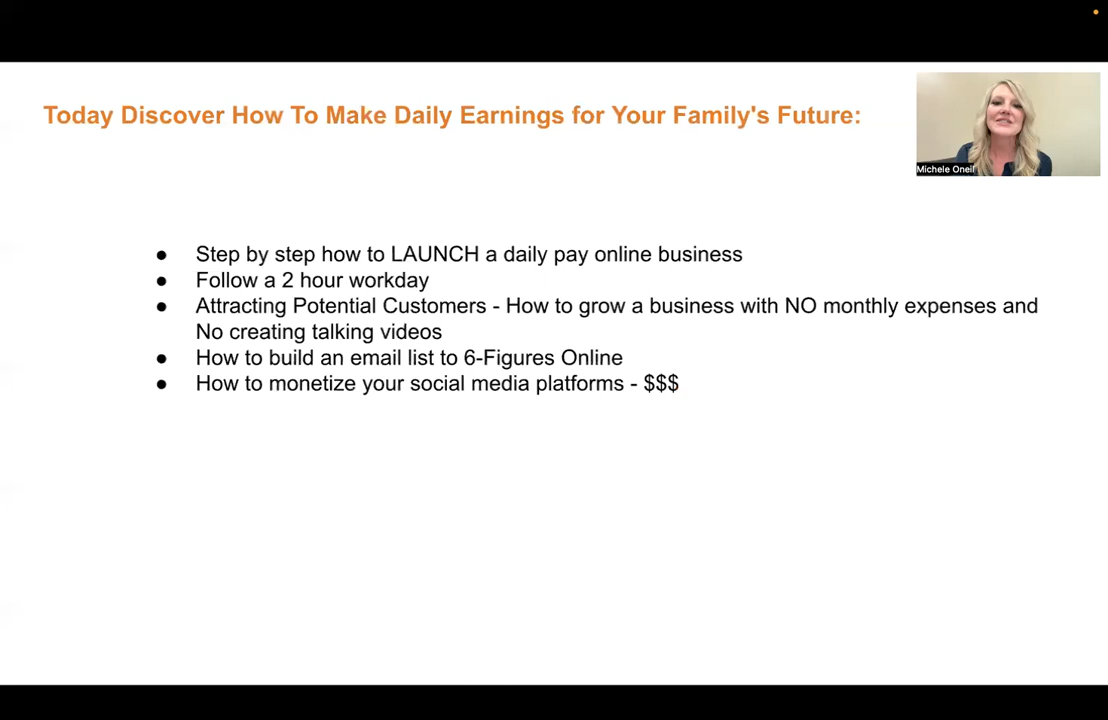 Today Discover How To Make Daily Earnings for Your Family's Future:
Michele Oneil
● Step by step how to LAUNCH a daily pay online business
● Follow a 2 hour workday
● Attracting Potential Customers - How to grow a business with NO monthly expenses and
No creating talking videos
● How to build an email list to 6-Figures Online
● How to monetize your social media platforms - $$$